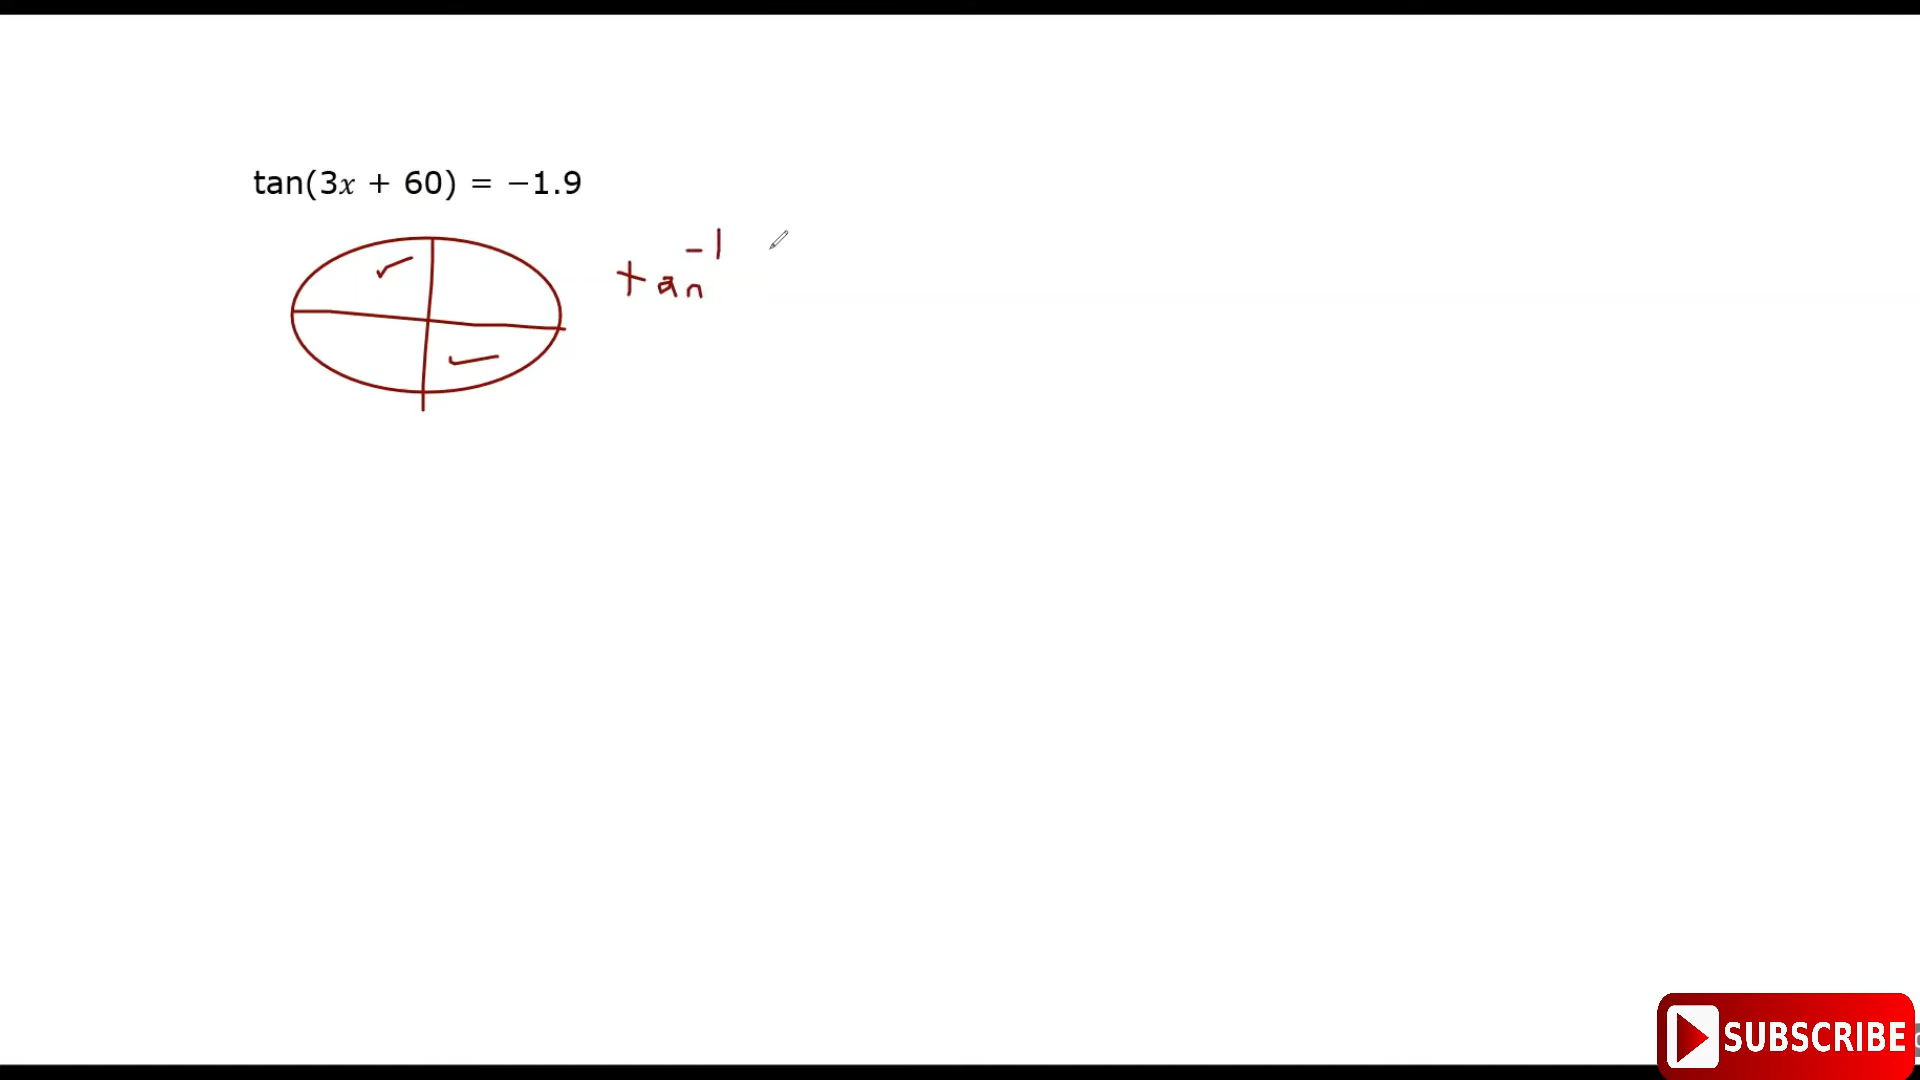 tan(3x + 60) = −1.9
tan⁻¹
SUBSCRIBE